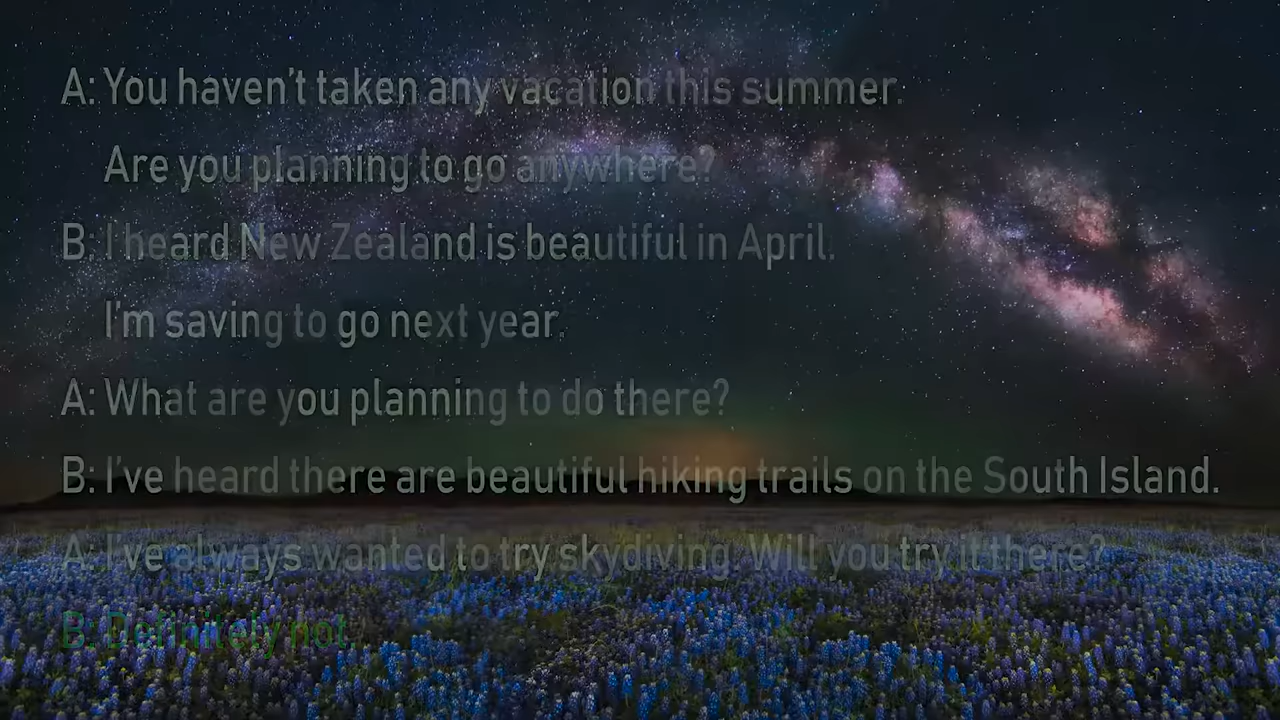 A: You haven't taken any vacation this summer.
Are you planning to go anywhere?
B: I heard New Zealand is beautiful in April.
I'm saving to go next year.
A: What are you planning to do there?
B: I've heard there are beautiful hiking trails on the South Island.
A: I've always wanted to try skydiving. Will you try it there?
B: Definitely not.